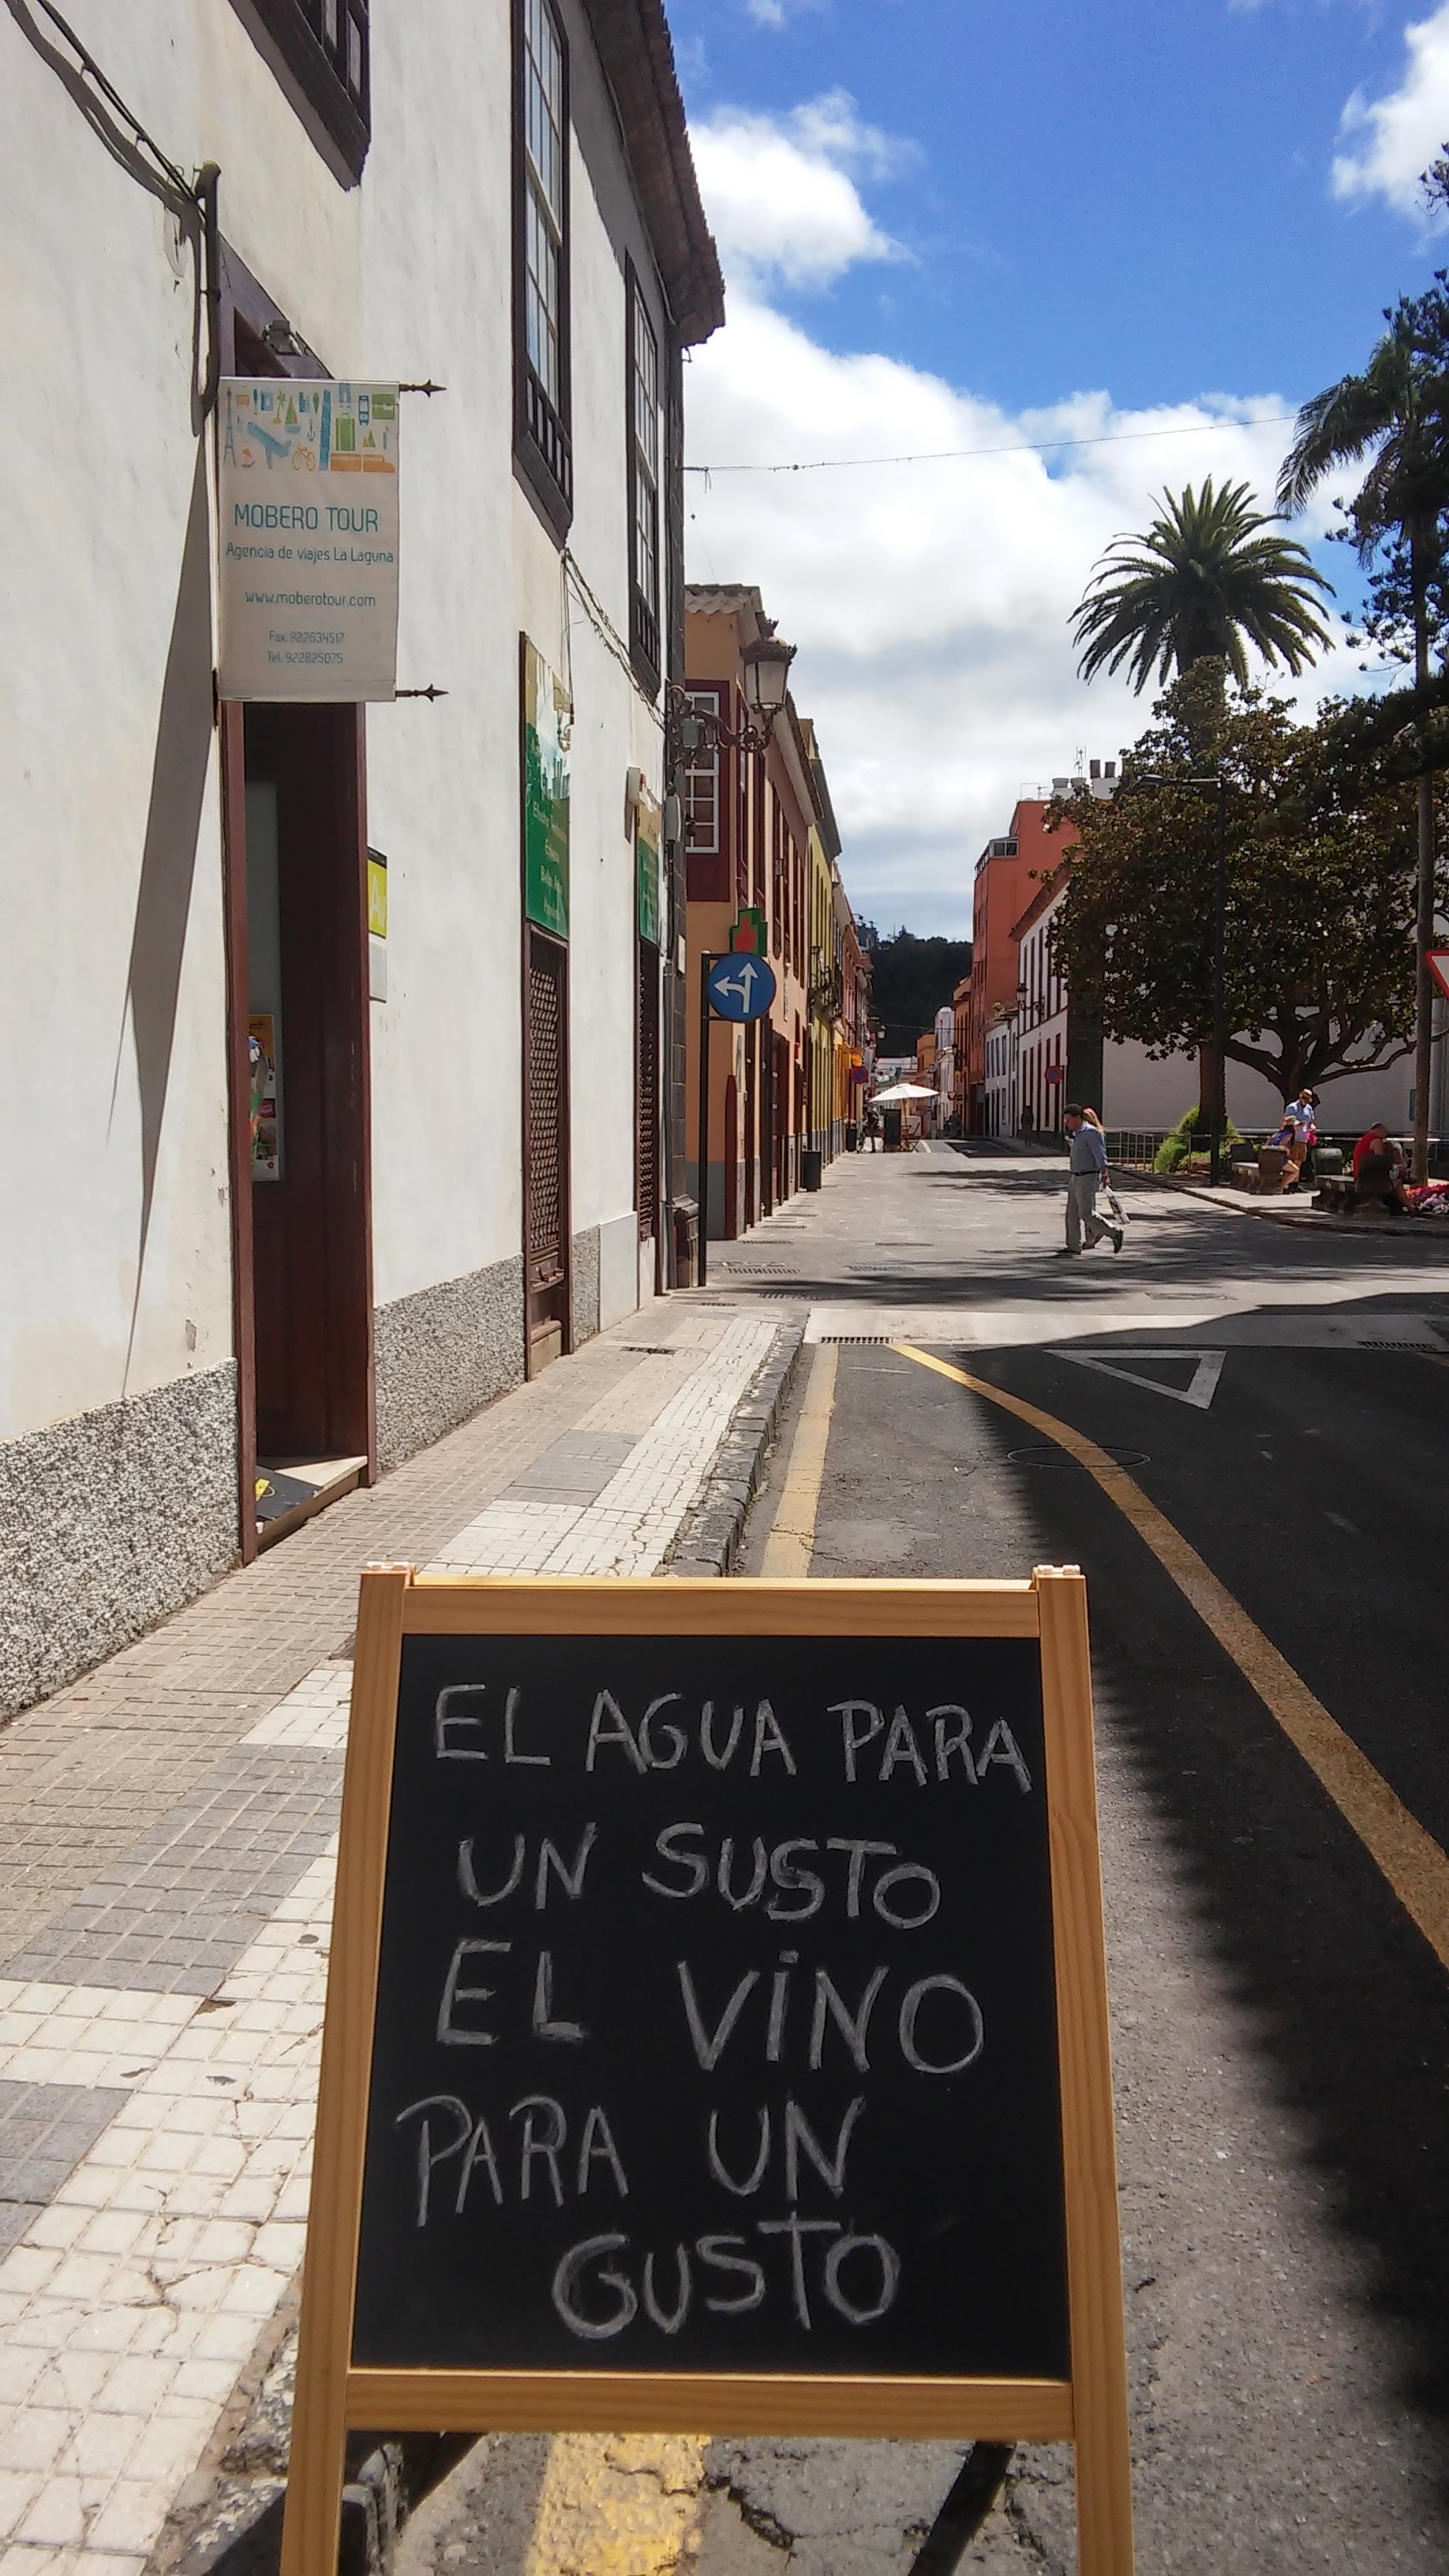 MOBERO TOUR
Agencia de viajes La Laguna
www.moberotour.com
Fax. 922634517
Tel. 922825075
EL AGUA PARA
UN SUSTO
EL VINO
PARA UN
GUSTO